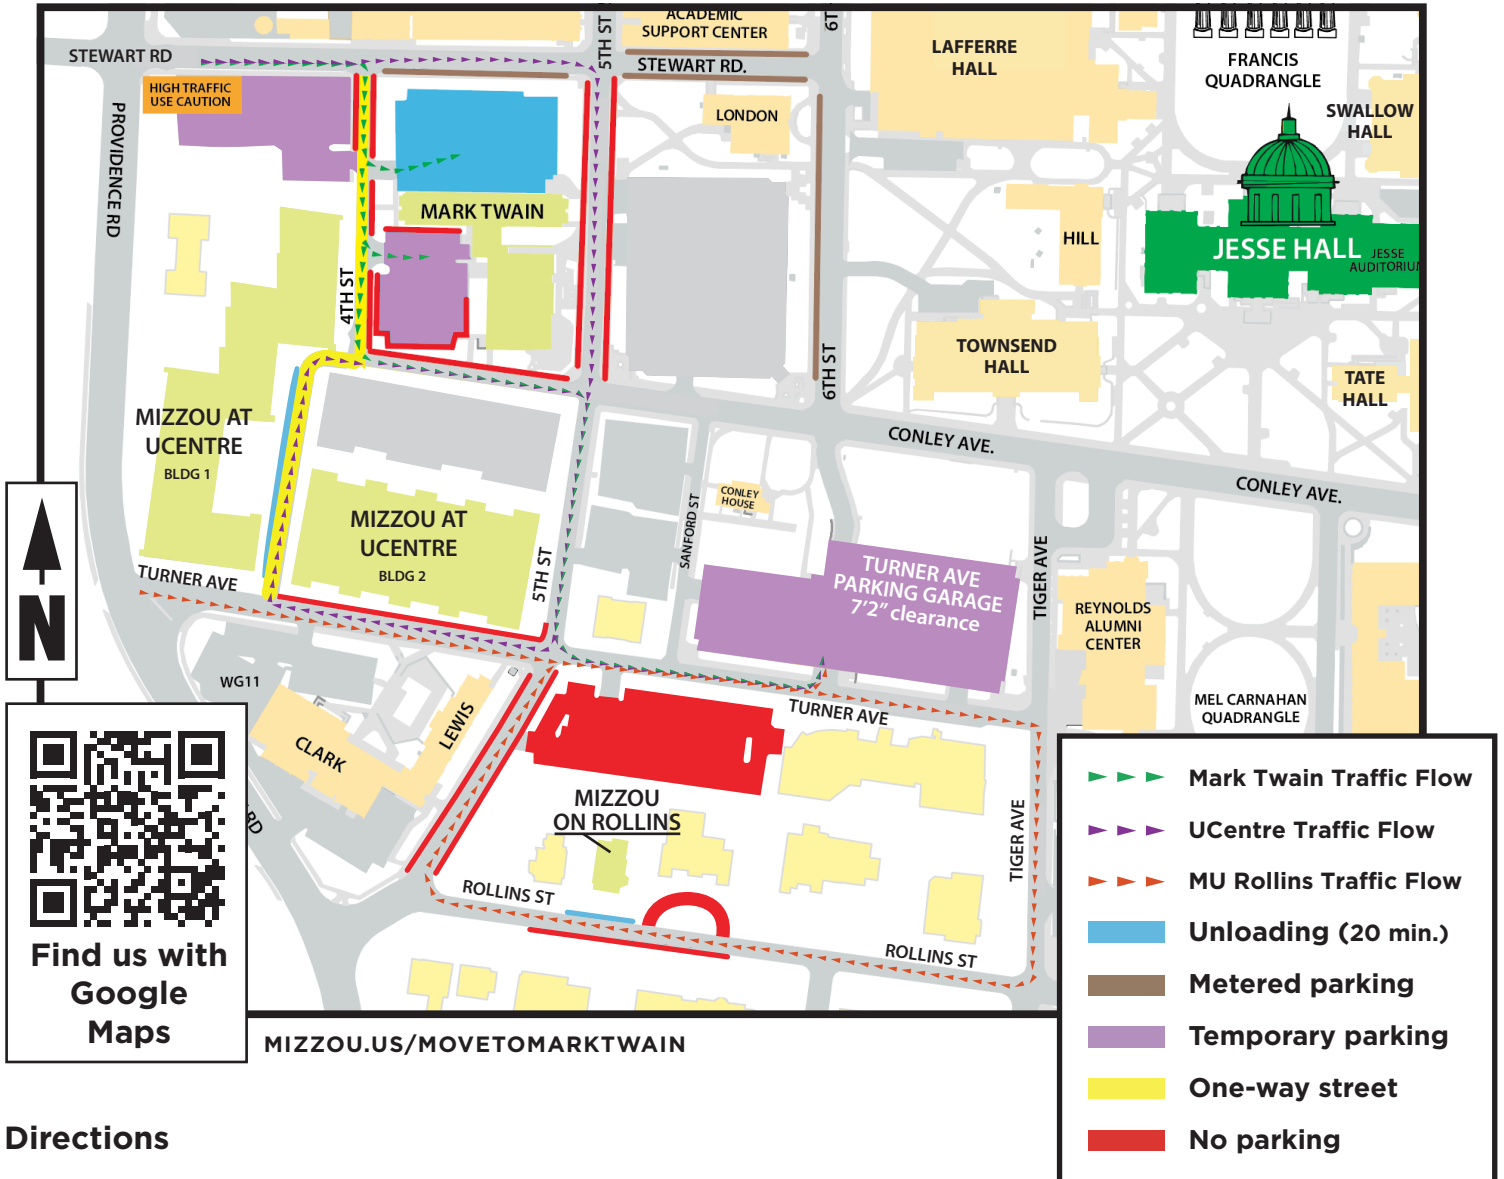 ACADEMIC
SUPPORT CENTER
5TH ST
STEWART RD
STEWART RD.
HIGH TRAFFIC
USE CAUTION
PROVIDENCE RD
LONDON
LAFFERRE
HALL
FRANCIS
QUADRANGLE
SWALLOW
HALL
MARK TWAIN
HILL
JESSE HALL
JESSE
4TH ST
6TH ST
TOWNSEND
HALL
TATE
HALL
MIZZOU AT
UCENTRE
BLDG 1
CONLEY AVE.
CONLEY AVE.
CONLEY
HOUSE
SANFORD ST
MIZZOU AT
UCENTRE
BLDG 2
5TH ST
TURNER AVE
TURNER AVE
PARKING GARAGE
7'2” clearance
TIGER AVE
REYNOLDS
ALUMNI
CENTER
N
WG11
CLARK
LEWIS
TURNER AVE
MEL CARNAHAN
QUADRANGLE
MIZZOU
ON ROLLINS
TIGER AVE
RD
ROLLINS ST
ROLLINS ST
Find us with
Google
Maps
MIZZOU.US/MOVETOMARKTWAIN
Mark Twain Traffic Flow
UCentre Traffic Flow
MU Rollins Traffic Flow
Unloading (20 min.)
Metered parking
Temporary parking
One-way street
No parking
Directions